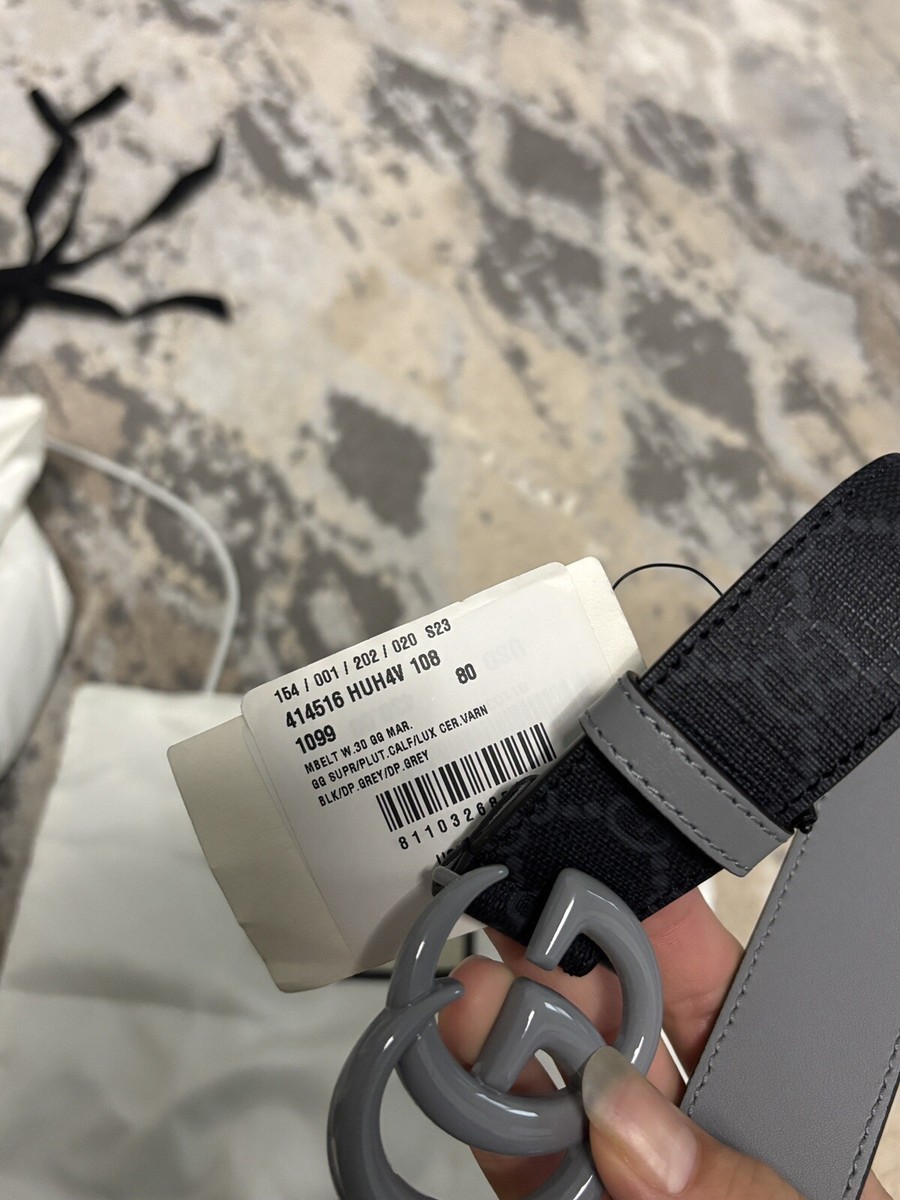 154 / 001 / 202 / 020 S23
414516 HUH4V 108
1099 80
MBELT W.30 GG MAR.
GG SUPR/PLUT.CALF/LUX CER.VARN
BLK/DP.GREY/DP.GREY
8110326